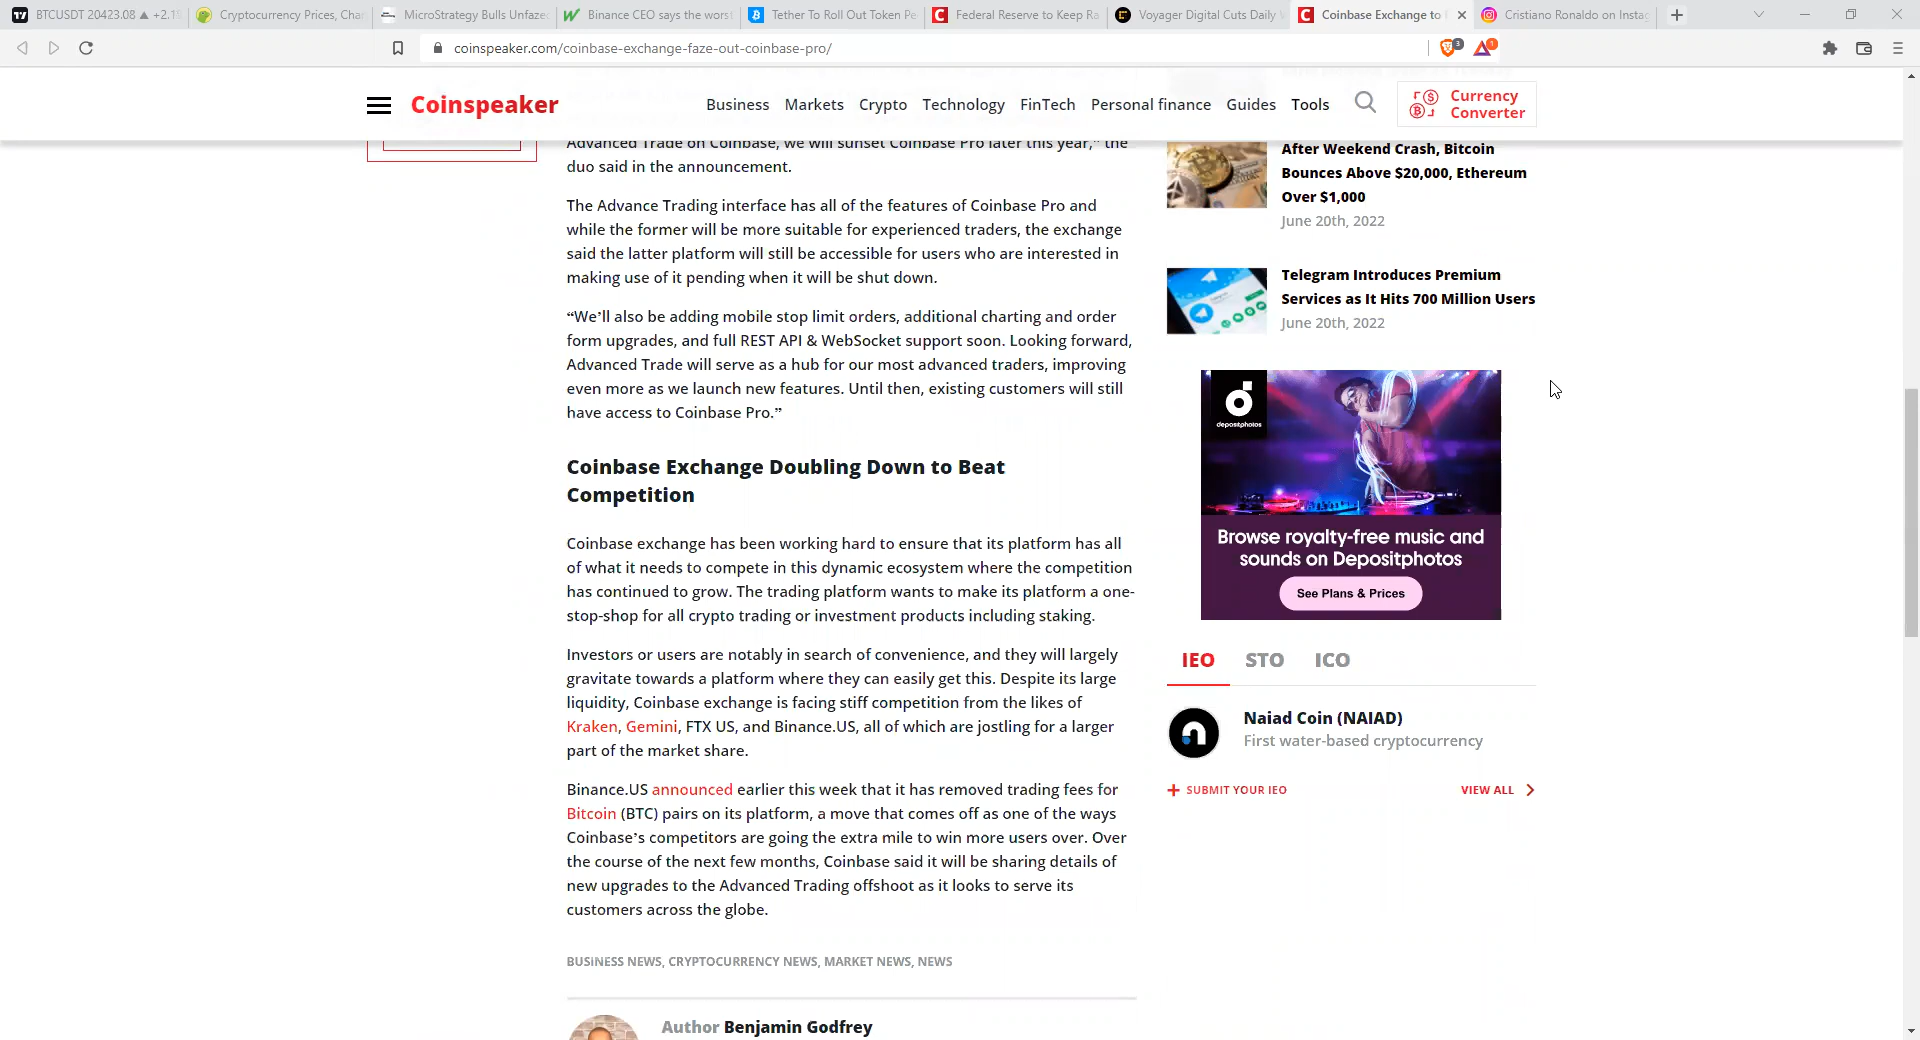 BTCUSDT 20423.08 ▲ +2.1
Cryptocurrency Prices, Cha
MicroStrategy Bulls Unfaze
Binance CEO says the worst
Tether To Roll Out Token Pe
Federal Reserve to Keep Ra
Voyager Digital Cuts Daily
Coinbase Exchange to
Cristiano Ronaldo on Insta
coinspeaker.com/coinbase-exchange-faze-out-coinbase-pro/
3
1
Coinspeaker
Business Markets Crypto Technology FinTech Personal finance Guides Tools
Currency
Converter
Advanced Trade on Coinbase, we will sunset Coinbase Pro later this year,” the
duo said in the announcement.
The Advance Trading interface has all of the features of Coinbase Pro and
while the former will be more suitable for experienced traders, the exchange
said the latter platform will still be accessible for users who are interested in
making use of it pending when it will be shut down.
“We’ll also be adding mobile stop limit orders, additional charting and order
form upgrades, and full REST API & WebSocket support soon. Looking forward,
Advanced Trade will serve as a hub for our most advanced traders, improving
even more as we launch new features. Until then, existing customers will still
have access to Coinbase Pro.”
Coinbase Exchange Doubling Down to Beat
Competition
Coinbase exchange has been working hard to ensure that its platform has all
of what it needs to compete in this dynamic ecosystem where the competition
has continued to grow. The trading platform wants to make its platform a one-
stop-shop for all crypto trading or investment products including staking.
Investors or users are notably in search of convenience, and they will largely
gravitate towards a platform where they can easily get this. Despite its large
liquidity, Coinbase exchange is facing stiff competition from the likes of
Kraken, Gemini, FTX US, and Binance.US, all of which are jostling for a larger
part of the market share.
Binance.US announced earlier this week that it has removed trading fees for
Bitcoin (BTC) pairs on its platform, a move that comes off as one of the ways
Coinbase’s competitors are going the extra mile to win more users over. Over
the course of the next few months, Coinbase said it will be sharing details of
new upgrades to the Advanced Trading offshoot as it looks to serve its
customers across the globe.
BUSINESS NEWS, CRYPTOCURRENCY NEWS, MARKET NEWS, NEWS
Author Benjamin Godfrey
After Weekend Crash, Bitcoin
Bounces Above $20,000, Ethereum
Over $1,000
June 20th, 2022
Telegram Introduces Premium
Services as It Hits 700 Million Users
June 20th, 2022
depositphotos
Browse royalty-free music and
sounds on Depositphotos
See Plans & Prices
IEO STO ICO
Naiad Coin (NAIAD)
First water-based cryptocurrency
SUBMIT YOUR IEO
VIEW ALL